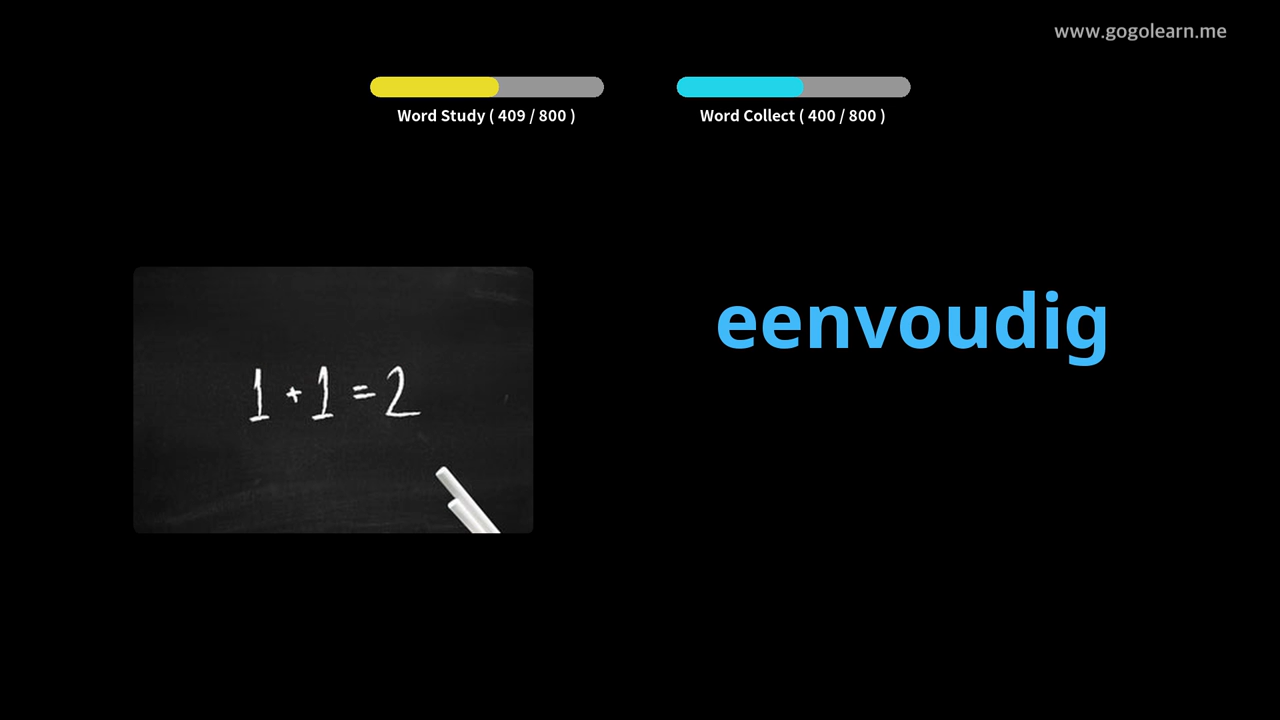 www.gogolearn.me
Word Study ( 409 / 800 )
Word Collect ( 400 / 800 )
eenvoudig
1 + 1 = 2